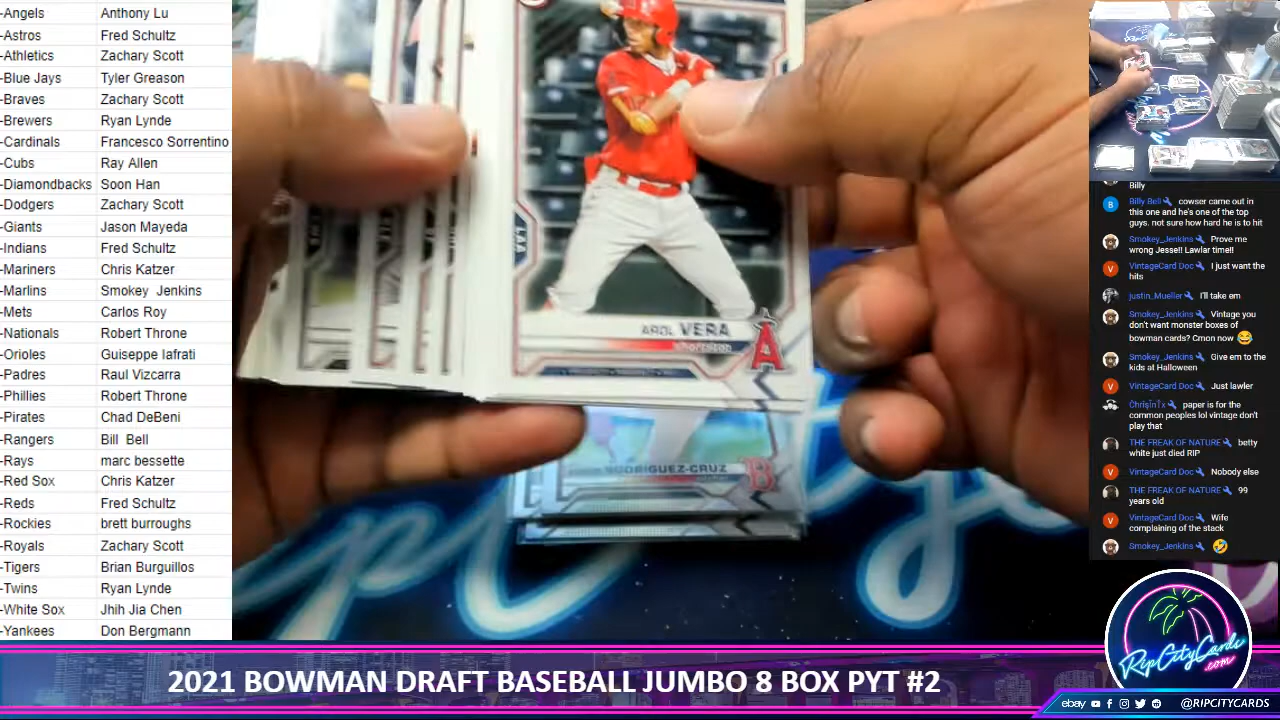 -Angels Anthony Lu
-Astros Fred Schultz
-Athletics Zachary Scott
-Blue Jays Tyler Greason
-Braves Zachary Scott
-Brewers Ryan Lynde
-Cardinals Francesco Sorrentino
-Cubs Ray Allen
-Diamondbacks Soon Han
-Dodgers Zachary Scott
-Giants Jason Mayeda
-Indians Fred Schultz
-Mariners Chris Katzer
-Marlins Smokey Jenkins
-Mets Carlos Roy
-Nationals Robert Throne
-Orioles Guiseppe Iafrati
-Padres Raul Vizcarra
-Phillies Robert Throne
-Pirates Chad DeBeni
-Rangers Bill Bell
-Rays marc bessette
-Red Sox Chris Katzer
-Reds Fred Schultz
-Rockies brett burroughs
-Royals Zachary Scott
-Tigers Brian Burguillos
-Twins Ryan Lynde
-White Sox Jhih Jia Chen
-Yankees Don Bergmann
LAA
AROL VERA
A
RODRIGUEZ-CRUZ
B
Billy
B Billy Bell cowser came out in
this one and he's one of the top
guys. not sure how hard he is to hit
Smokey_Jenkins Prove me
wrong Jesse!! Lawlar time!!
V VintageCard Doc I just want the
hits
justin_Mueller I'll take em
Smokey_Jenkins Vintage you
don't want monster boxes of
bowman cards? Cmon now 😂
Smokey_Jenkins Give em to the
kids at Halloween
V VintageCard Doc Just lawler
paper is for the
common peoples lol vintage don't
play that
THE FREAK OF NATURE betty
white just died RIP
V VintageCard Doc Nobody else
THE FREAK OF NATURE 99
years old
V VintageCard Doc Wife
complaining of the stack
Smokey_Jenkins 🤣
RipCityCards
.com
2021 BOWMAN DRAFT BASEBALL JUMBO 8 BOX PYT #2
ebay @RIPCITYCARDS